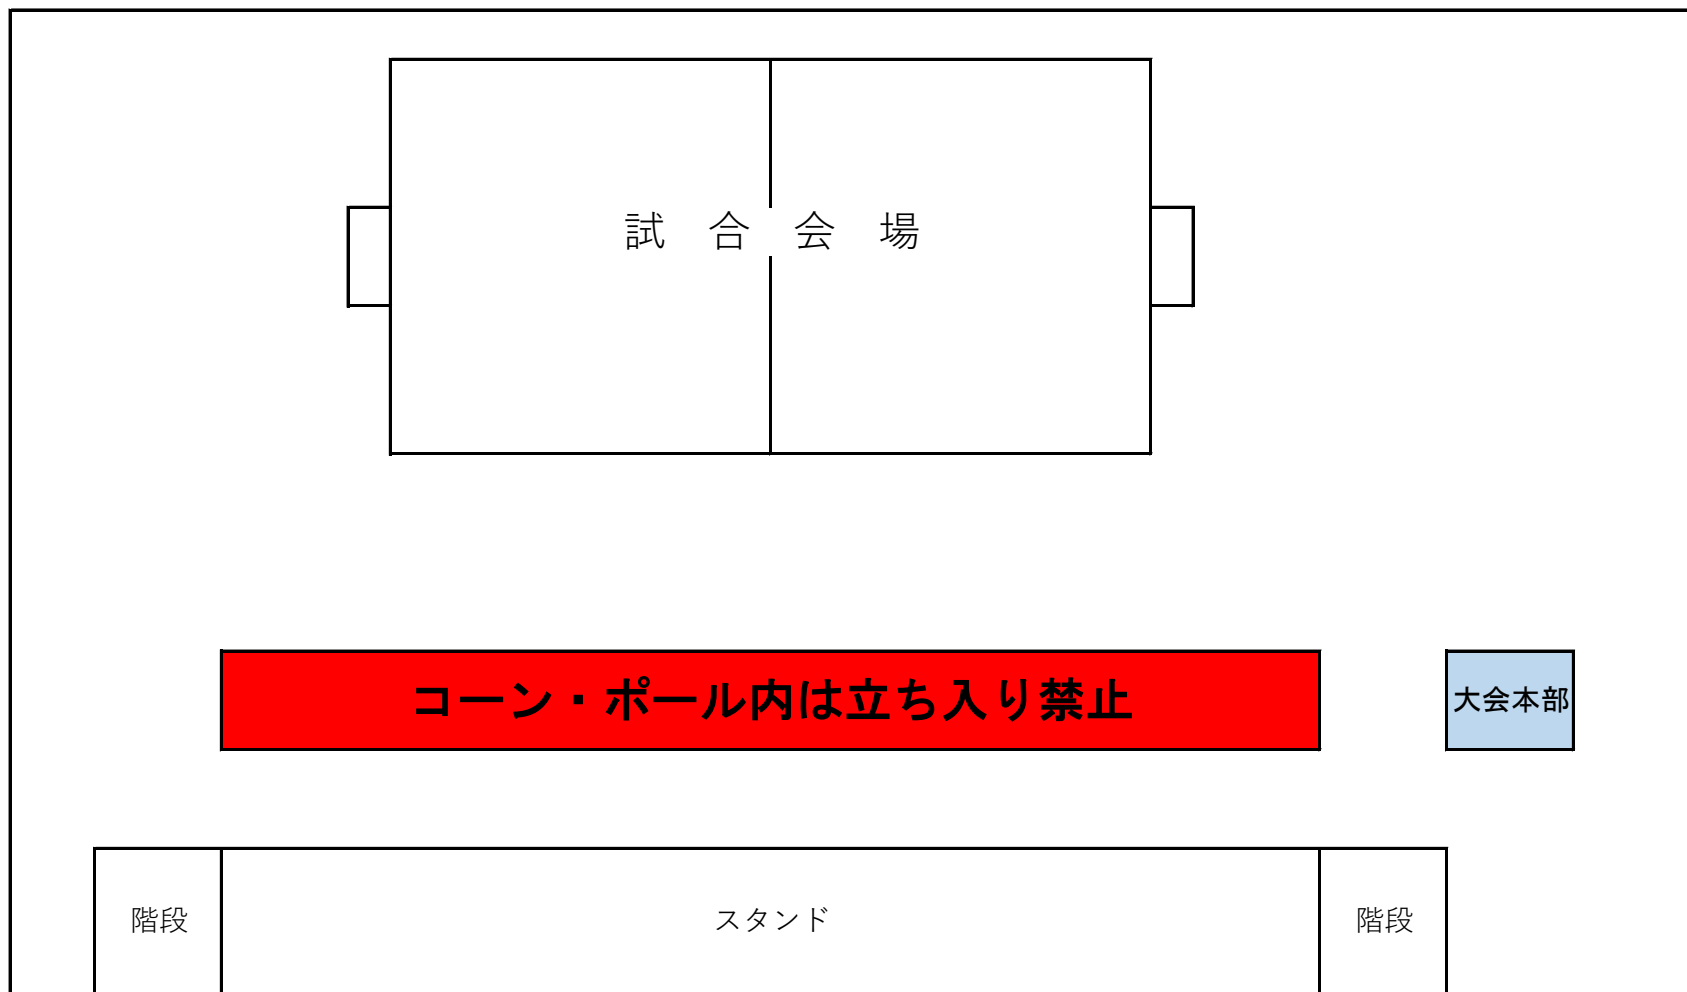 試　合　会　場
コーン・ポール内は立ち入り禁止
大会本部
階段
スタンド
階段